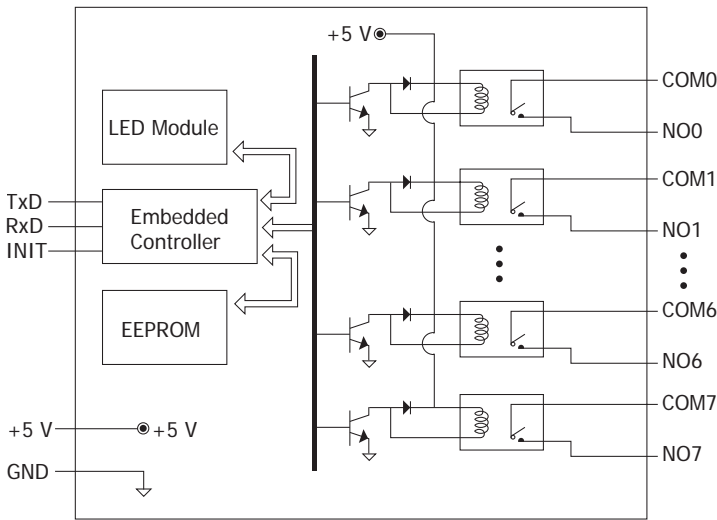 +5 V
COM0
LED Module
NO0
COM1
TxD
RxD
INIT
Embedded
Controller
NO1
COM6
EEPROM
NO6
COM7
+5 V
+5 V
NO7
GND